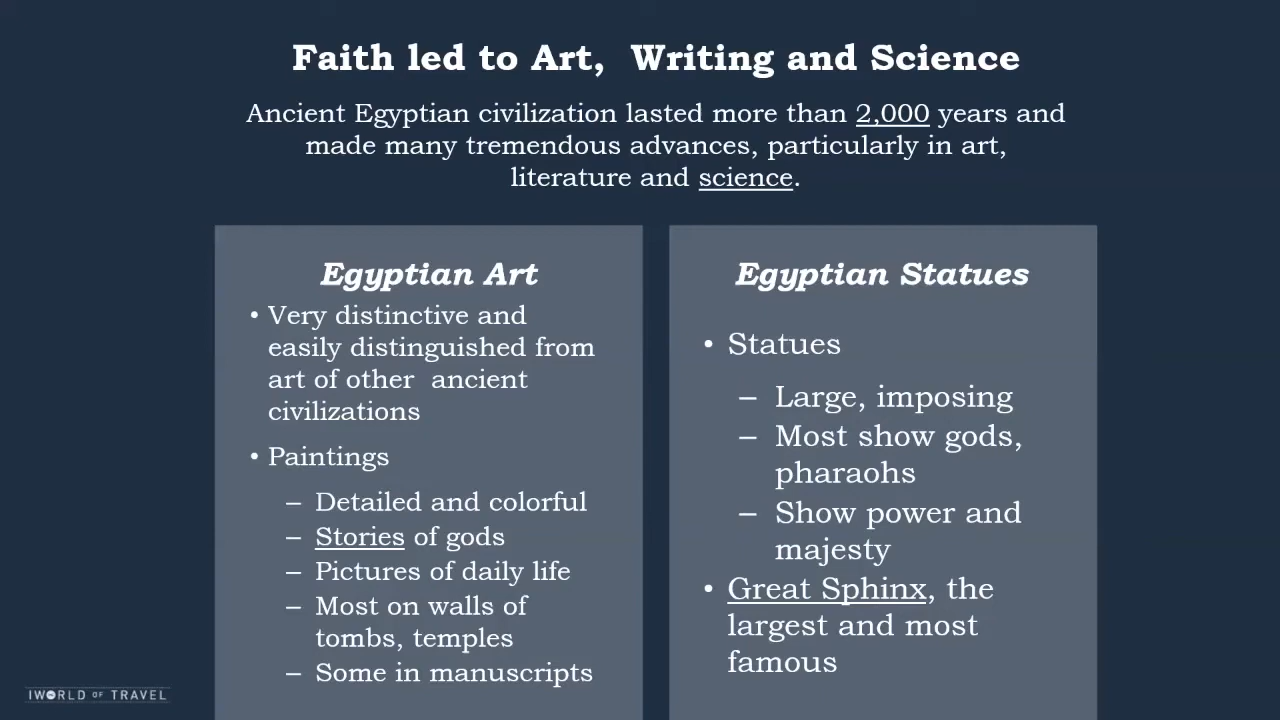 Faith led to Art,  Writing and Science
Ancient Egyptian civilization lasted more than 2,000 years and
made many tremendous advances, particularly in art,
literature and science.
Egyptian Art
• Very distinctive and
easily distinguished from
art of other  ancient
civilizations
• Paintings
– Detailed and colorful
– Stories of gods
– Pictures of daily life
– Most on walls of
tombs, temples
– Some in manuscripts
Egyptian Statues
• Statues
– Large, imposing
– Most show gods,
pharaohs
– Show power and
majesty
• Great Sphinx, the
largest and most
famous
IWORLD OF TRAVEL